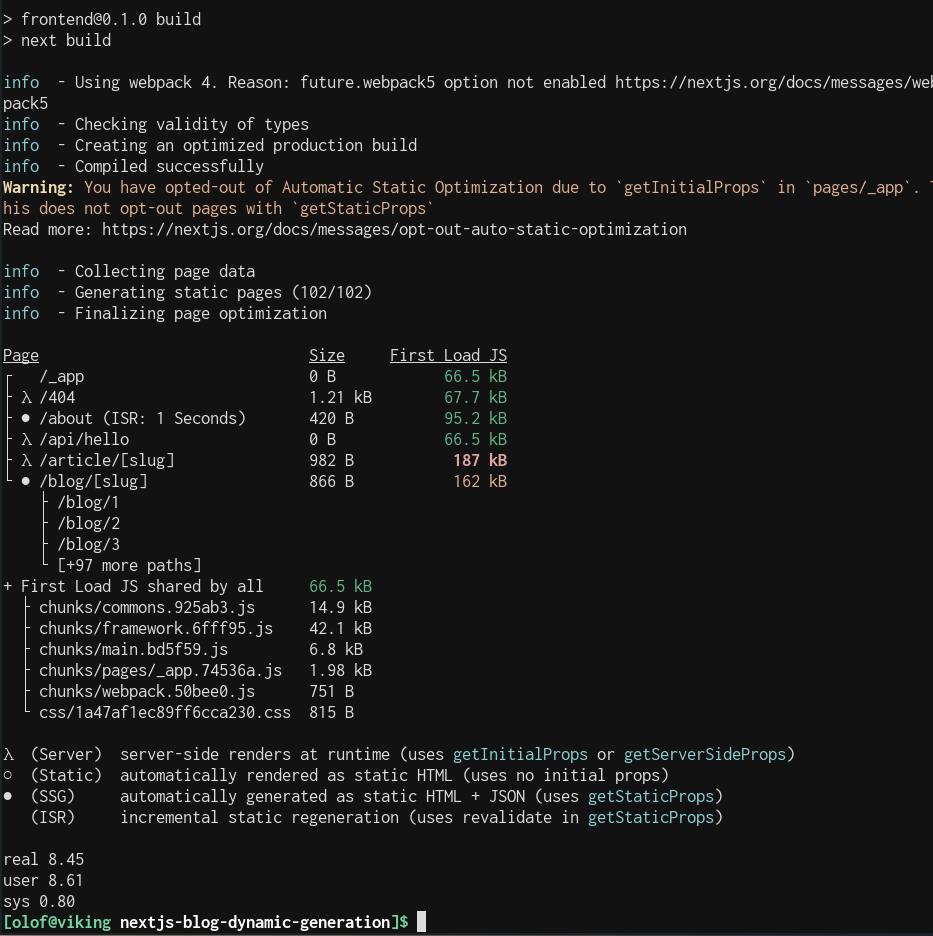 > frontend@0.1.0 build
> next build
info  - Using webpack 4. Reason: future.webpack5 option not enabled https://nextjs.org/docs/messages/web
pack5
info  - Checking validity of types
info  - Creating an optimized production build
info  - Compiled successfully
Warning: You have opted-out of Automatic Static Optimization due to `getInitialProps` in `pages/_app`. T
his does not opt-out pages with `getStaticProps`
Read more: https://nextjs.org/docs/messages/opt-out-auto-static-optimization
info  - Collecting page data
info  - Generating static pages (102/102)
info  - Finalizing page optimization
Page                              Size     First Load JS
┌   /_app                         0 B            66.5 kB
├ λ /404                          1.21 kB        67.7 kB
├ ● /about (ISR: 1 Seconds)       420 B          95.2 kB
├ λ /api/hello                    0 B            66.5 kB
├ λ /article/[slug]               982 B           187 kB
└ ● /blog/[slug]                  866 B           162 kB
    ├ /blog/1
    ├ /blog/2
    ├ /blog/3
    └ [+97 more paths]
+ First Load JS shared by all     66.5 kB
  ├ chunks/commons.925ab3.js      14.9 kB
  ├ chunks/framework.6fff95.js    42.1 kB
  ├ chunks/main.bd5f59.js         6.8 kB
  ├ chunks/pages/_app.74536a.js   1.98 kB
  ├ chunks/webpack.50bee0.js      751 B
  └ css/1a47af1ec89ff6cca230.css  815 B
λ  (Server)  server-side renders at runtime (uses getInitialProps or getServerSideProps)
○  (Static)  automatically rendered as static HTML (uses no initial props)
●  (SSG)     automatically generated as static HTML + JSON (uses getStaticProps)
   (ISR)     incremental static regeneration (uses revalidate in getStaticProps)
real 8.45
user 8.61
sys 0.80
[olof@viking nextjs-blog-dynamic-generation]$